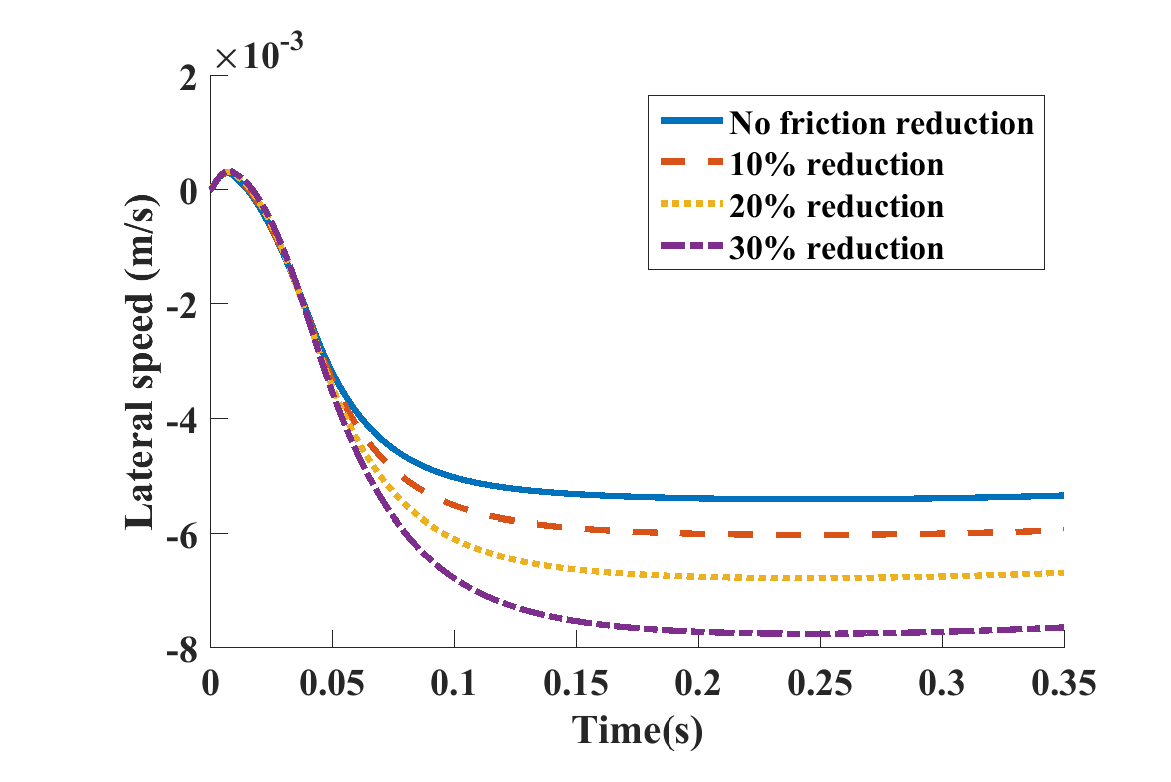 ×10-3
2
0
-2
-4
-6
-8
Lateral speed (m/s)
No friction reduction
10% reduction
20% reduction
30% reduction
0 0.05 0.1 0.15 0.2 0.25 0.3 0.35
Time(s)